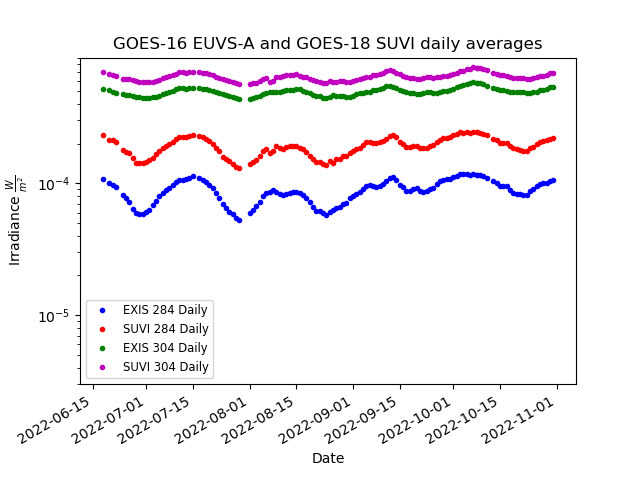 GOES-16 EUVS-A and GOES-18 SUVI daily averages
Irradiance W/m²
10⁻⁴
10⁻⁵
EXIS 284 Daily
SUVI 284 Daily
EXIS 304 Daily
SUVI 304 Daily
2022-06-15
2022-07-01
2022-07-15
2022-08-01
2022-08-15
2022-09-01
2022-09-15
2022-10-01
2022-10-15
2022-11-01
Date